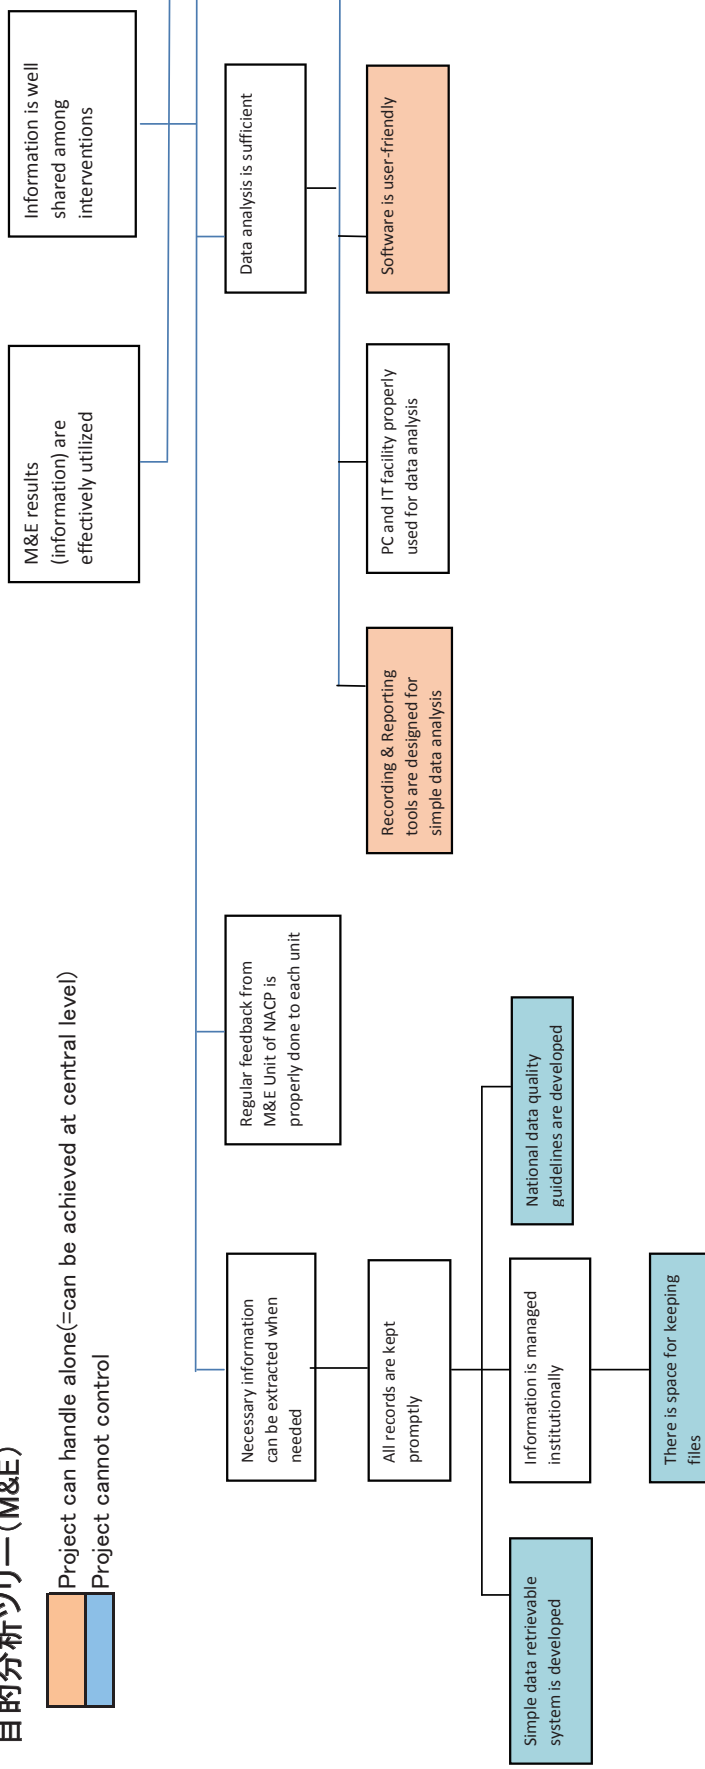 目的分析ツリー(M&E)
Project can handle alone(=can be achieved at central level)
Project cannot control
M&E results
(information) are
effectively utilized
Information is well
shared among
interventions
Necessary information
can be extracted when
needed
Regular feedback from
M&E Unit of NACP is
properly done to each unit
Data analysis is sufficient
All records are kept
promptly
Recording & Reporting
tools are designed for
simple data analysis
PC and IT facility properly
used for data analysis
Software is user-friendly
Simple data retrievable
system is developed
Information is managed
institutionally
National data quality
guidelines are developed
There is space for keeping
files